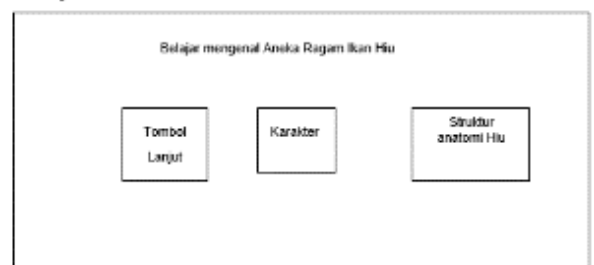 Belajar mengenal Aneka Ragam Ikan Hiu
Tombol
Lanjut
Karakter
Struktur
anatomi Hiu